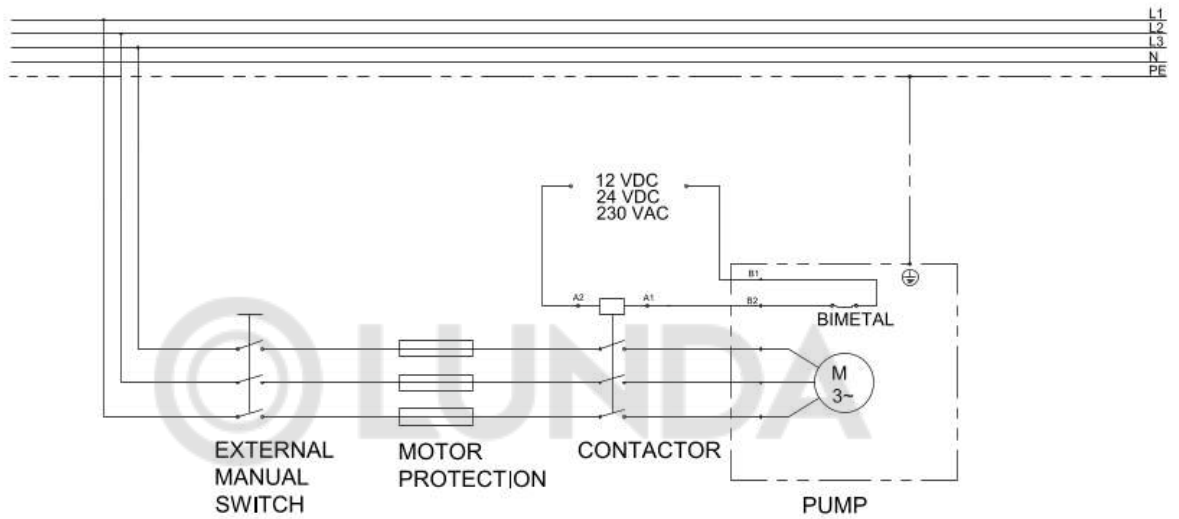 L1
L2
L3
N
PE
12 VDC
24 VDC
230 VAC
B1
A2
A1
B2
BIMETAL
M
3~
LUNDA
EXTERNAL
MANUAL
SWITCH
MOTOR
PROTECTION
CONTACTOR
PUMP